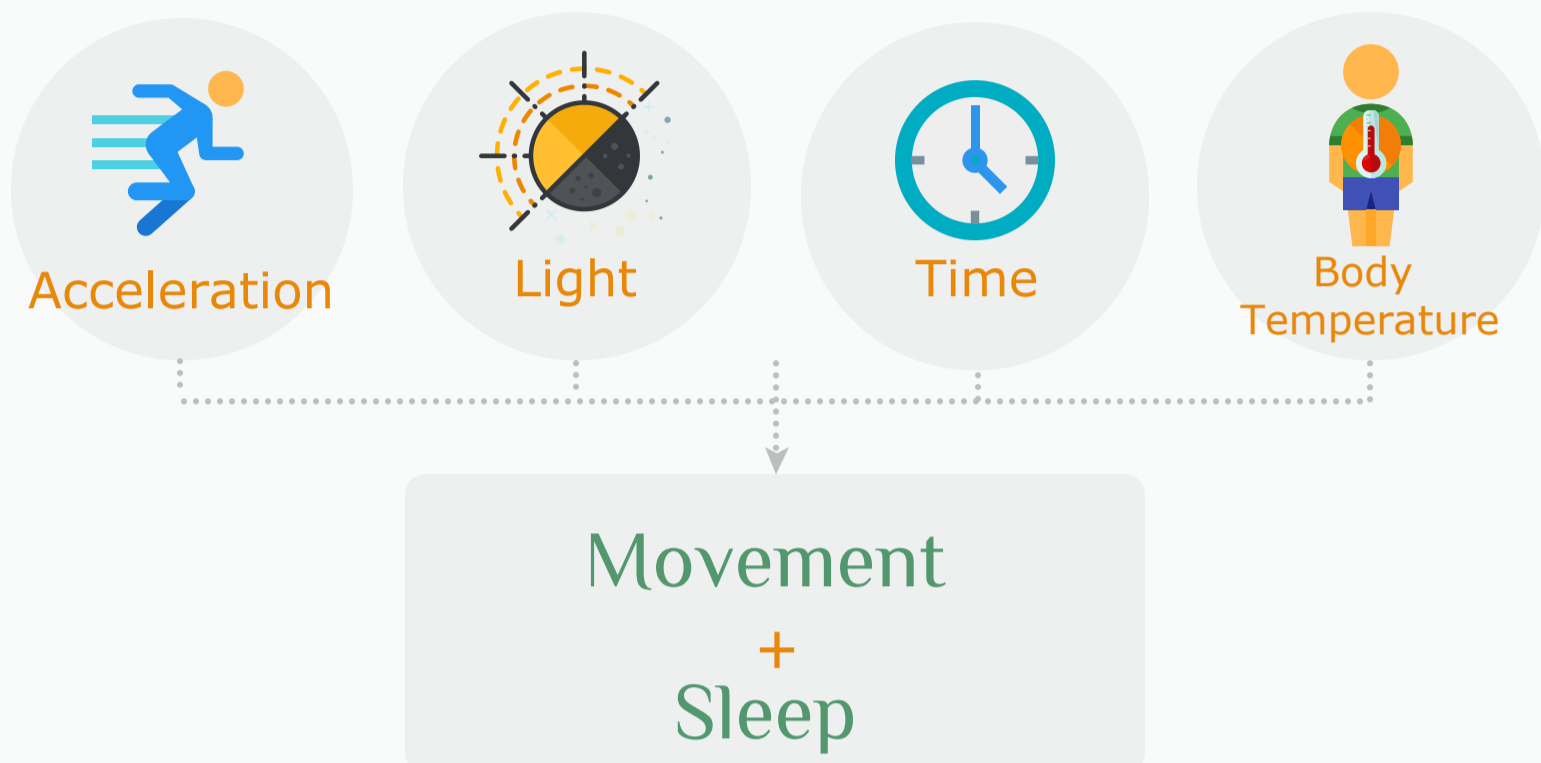 Acceleration
Light
Time
Body
Temperature
Movement
+
Sleep